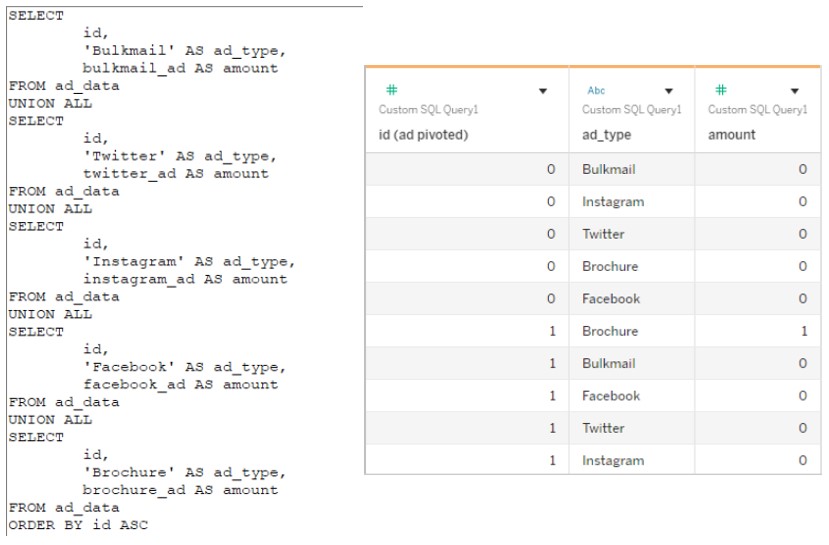 SELECT
id,
'Bulkmail' AS ad_type,
bulkmail_ad AS amount
FROM ad_data
UNION ALL
SELECT
id,
'Twitter' AS ad_type,
twitter_ad AS amount
FROM ad_data
UNION ALL
SELECT
id,
'Instagram' AS ad_type,
instagram_ad AS amount
FROM ad_data
UNION ALL
SELECT
id,
'Facebook' AS ad_type,
facebook_ad AS amount
FROM ad_data
UNION ALL
SELECT
id,
'Brochure' AS ad_type,
brochure_ad AS amount
FROM ad_data
ORDER BY id ASC
# Abc #
Custom SQL Query1 Custom SQL Query1 Custom SQL Query1
id (ad pivoted) ad_type amount
0 Bulkmail 0
0 Instagram 0
0 Twitter 0
0 Brochure 0
0 Facebook 0
1 Brochure 1
1 Bulkmail 0
1 Facebook 0
1 Twitter 0
1 Instagram 0